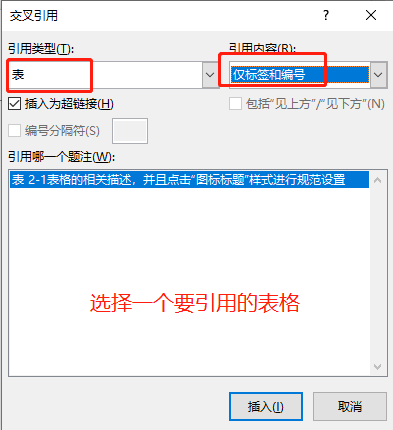 交叉引用
引用类型(T):
引用内容(R):
表
仅标签和编号
插入为超链接(H)
包括“见上方”/“见下方”(N)
编号分隔符(S)
引用哪一个题注(W):
表 2-1表格的相关描述，并且点击“图标标题”样式进行规范设置
选择一个要引用的表格
插入(I)
取消